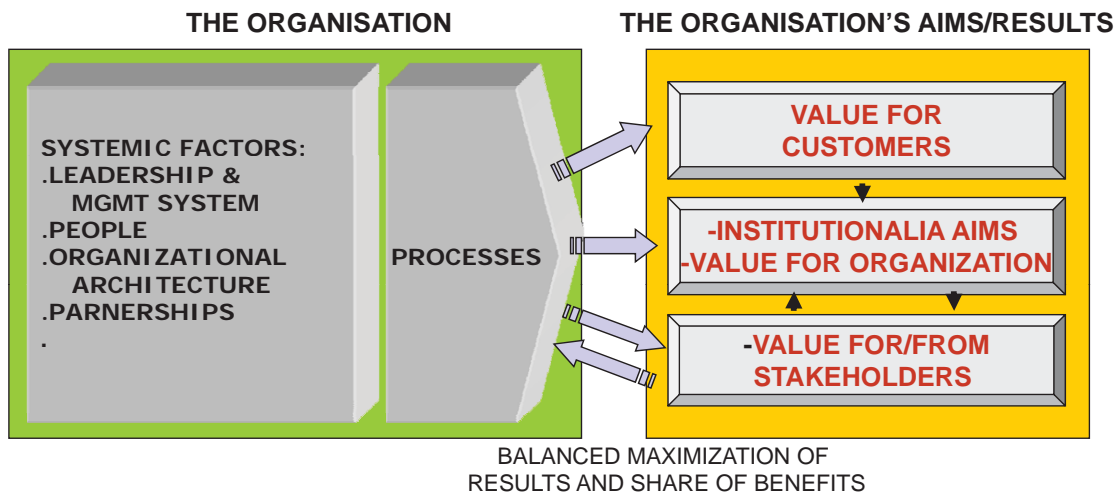 THE ORGANISATION
THE ORGANISATION'S AIMS/RESULTS
SYSTEMIC FACTORS:
.LEADERSHIP &
MGMT SYSTEM
.PEOPLE
.ORGANIZATIONAL
ARCHITECTURE
.PARNERSHIPS
.
PROCESSES
VALUE FOR
CUSTOMERS
-INSTITUTIONALIA AIMS
-VALUE FOR ORGANIZATION
-VALUE FOR/FROM
STAKEHOLDERS
BALANCED MAXIMIZATION OF
RESULTS AND SHARE OF BENEFITS